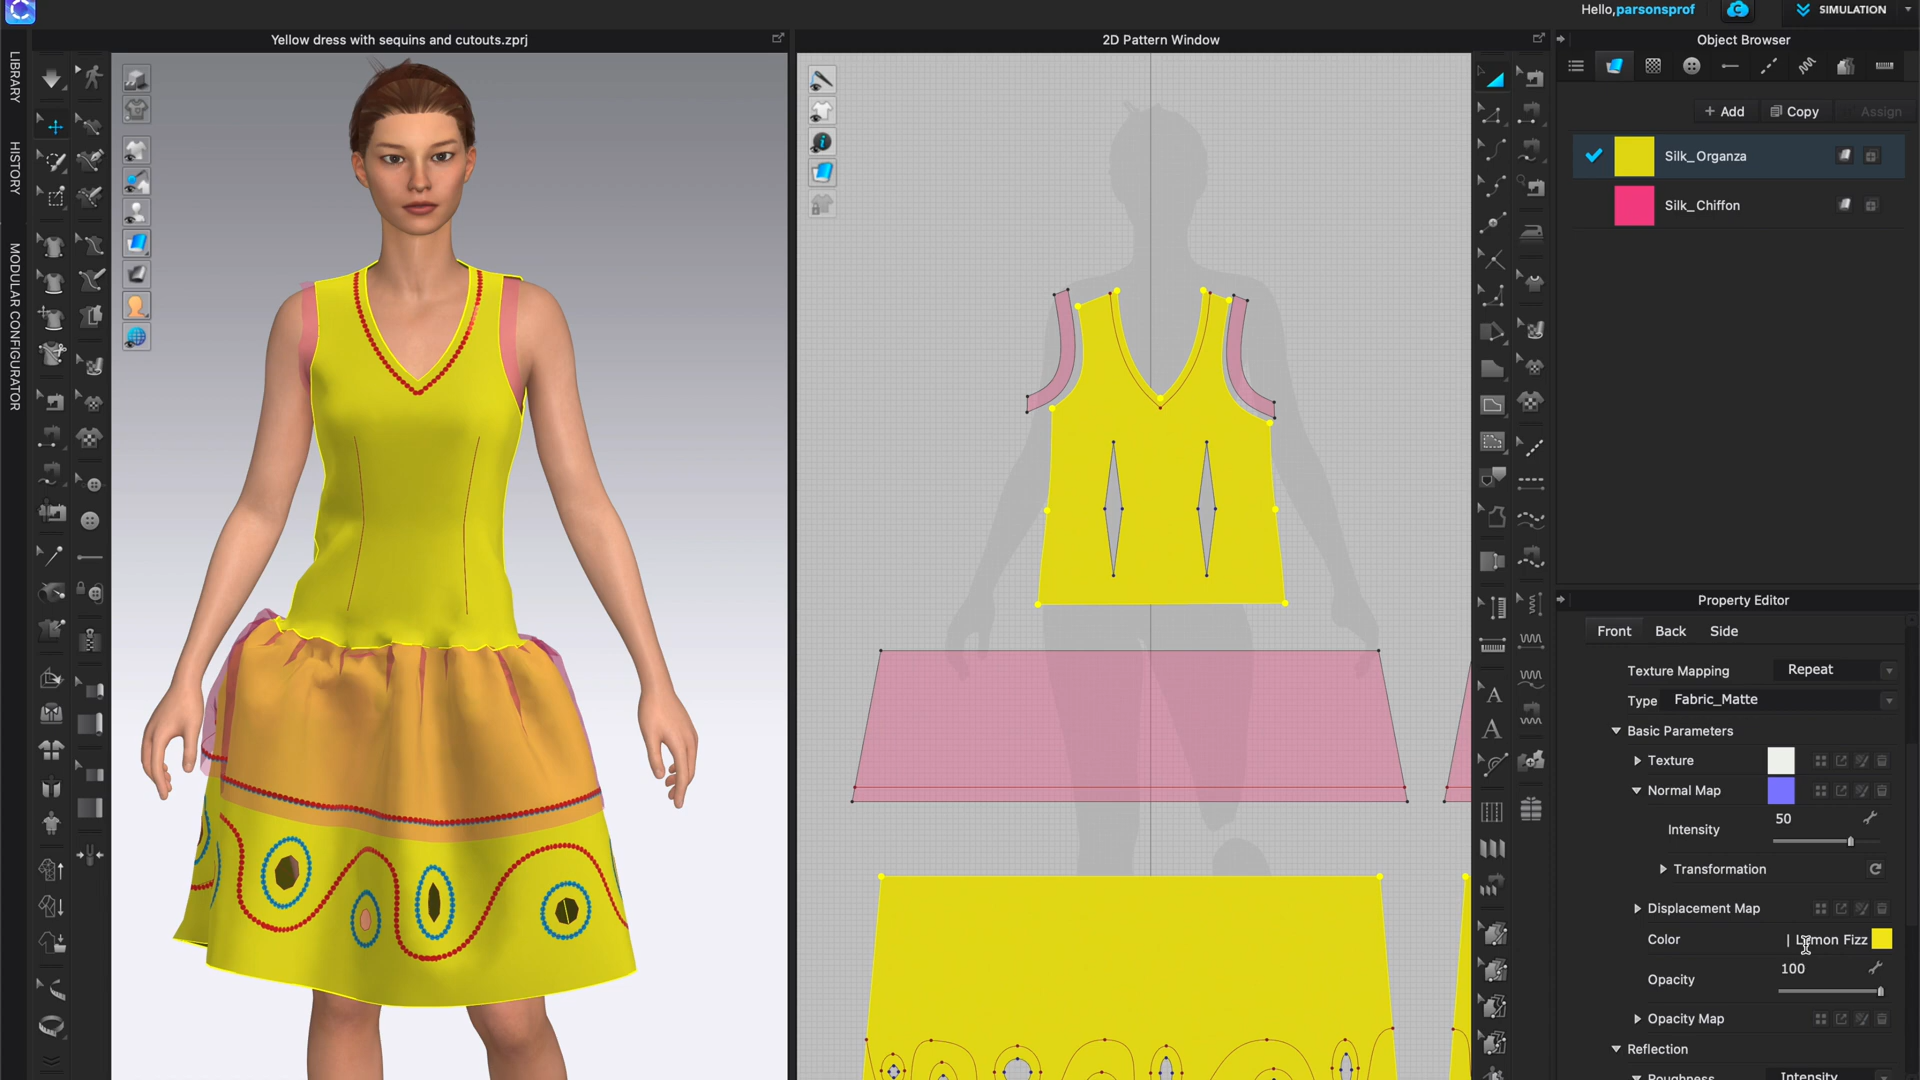 Hello,parsonsprof
SIMULATION
Yellow dress with sequins and cutouts.zprj
2D Pattern Window
Object Browser
LIBRARY
HISTORY
MODULAR CONFIGURATOR
+ Add
Copy
Assign
Silk_Organza
Silk_Chiffon
Property Editor
Front
Back
Side
Texture Mapping
Repeat
Type
Fabric_Matte
Basic Parameters
Texture
Normal Map
50
Intensity
Transformation
Displacement Map
Color
| Lemon Fizz
100
Opacity
Opacity Map
Reflection
Roughness
Intensity